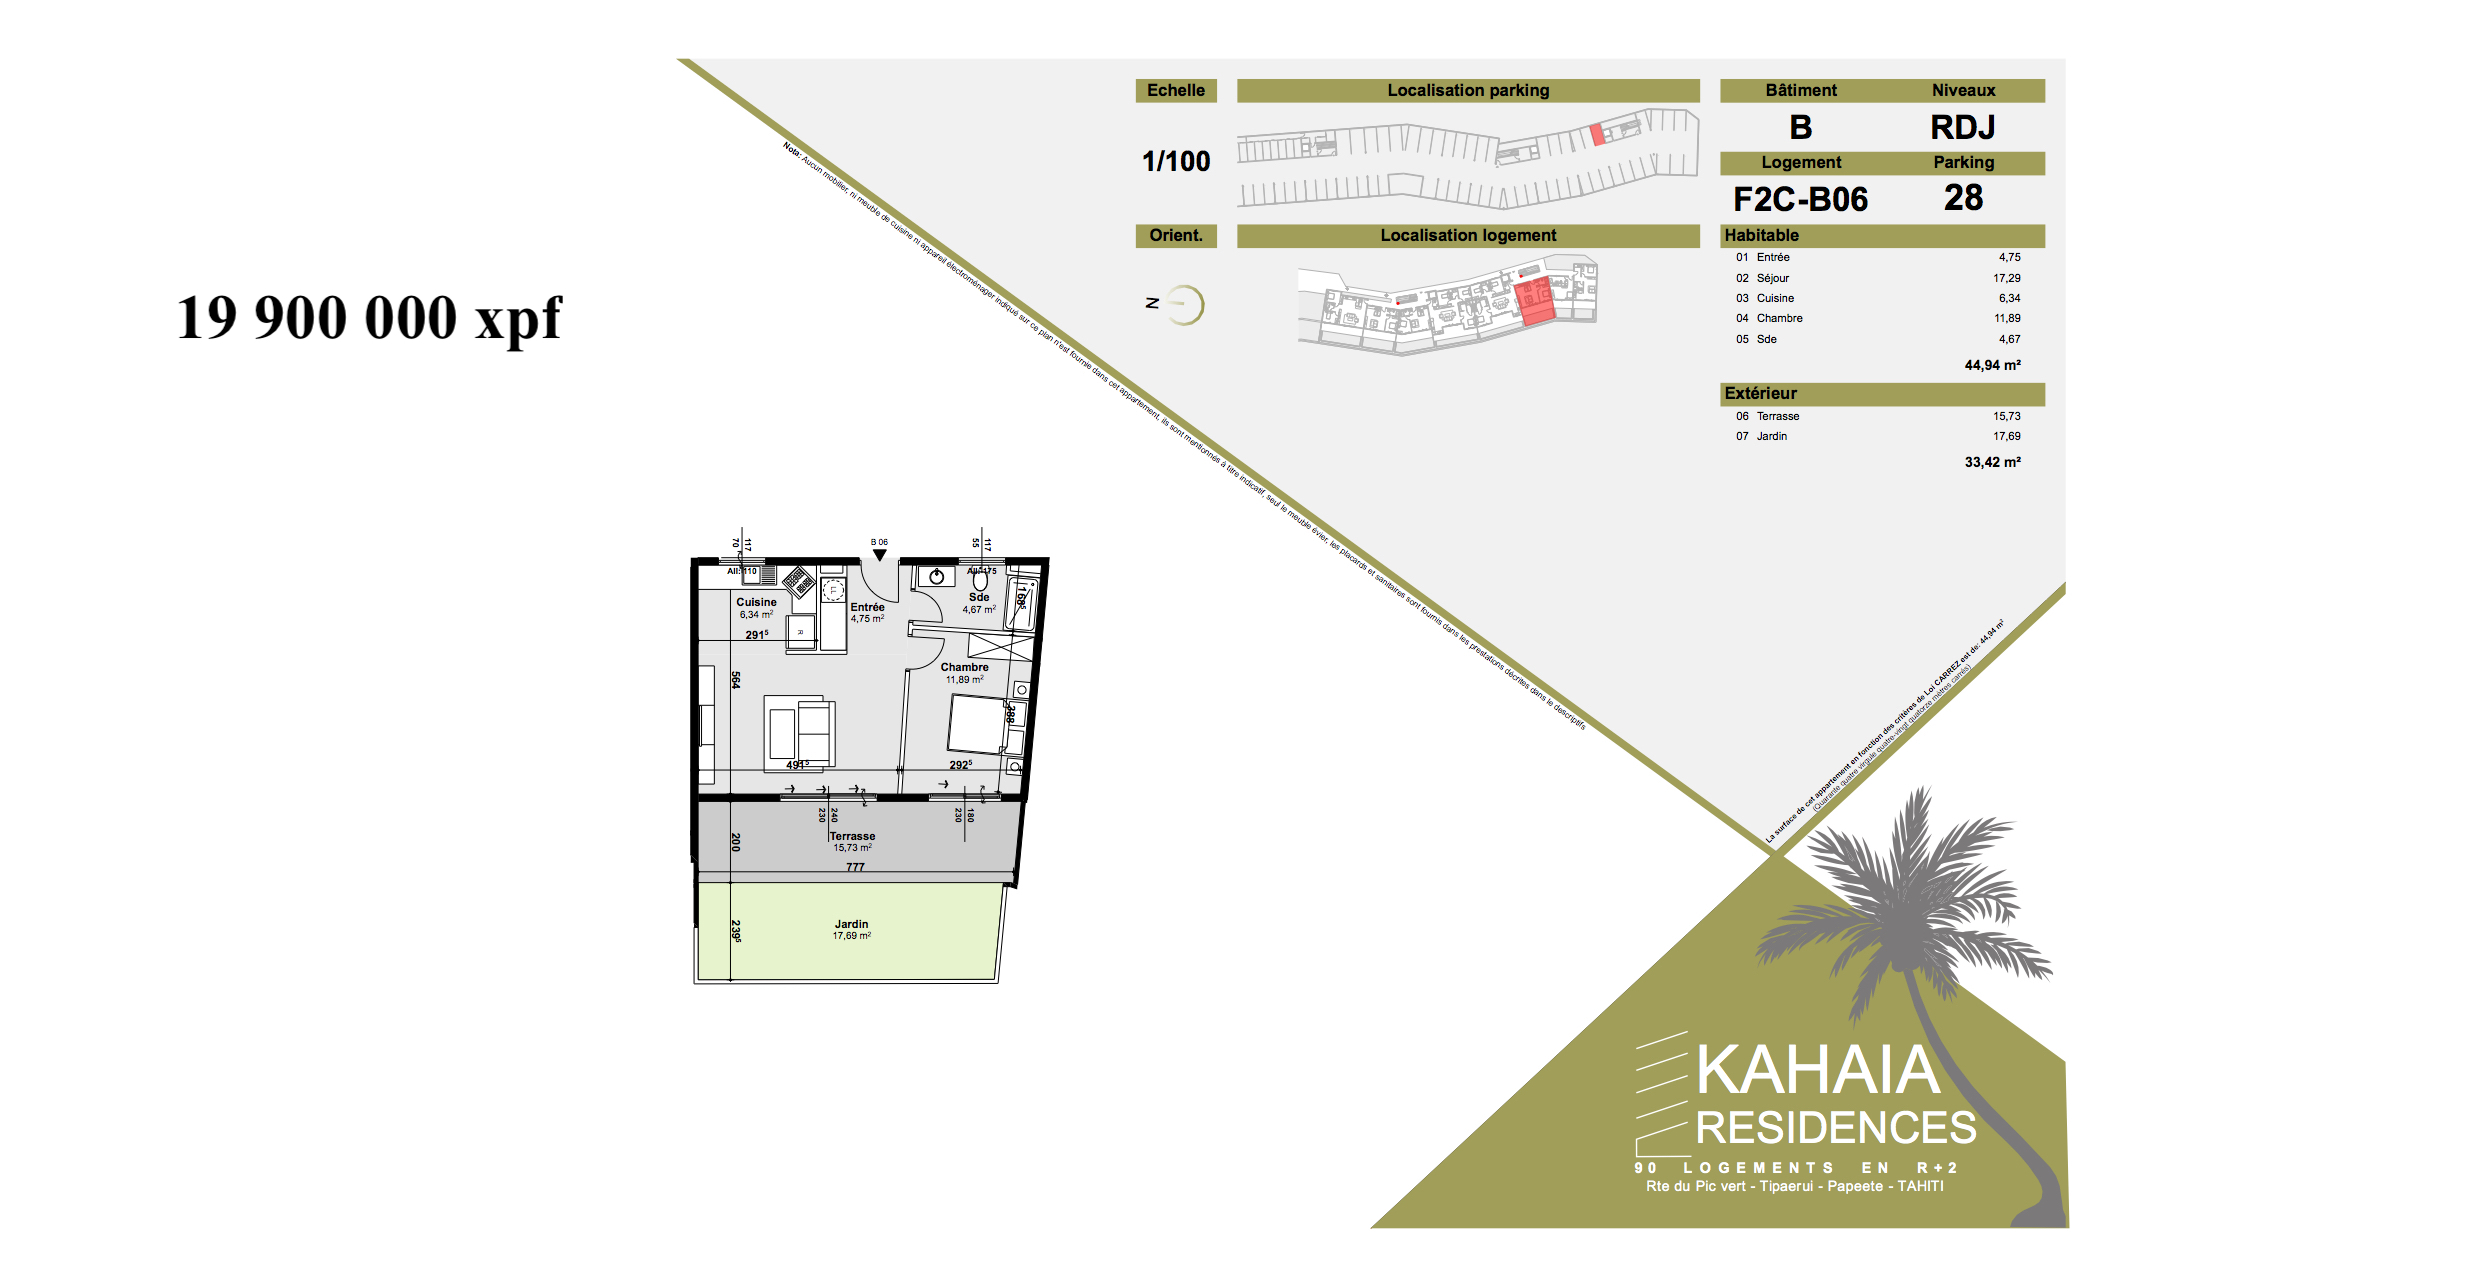 19 900 000 xpf
Echelle
1/100
Orient.
N
Localisation parking
Localisation logement
Bâtiment Niveaux
B RDJ
Logement Parking
F2C-B06 28
Habitable
01 Entrée 4,75
02 Séjour 17,29
03 Cuisine 6,34
04 Chambre 11,89
05 Sde 4,67
44,94 m²
Extérieur
06 Terrasse 15,73
07 Jardin 17,69
33,42 m²
Nota: Aucun mobilier, ni meuble de cuisine ni appareil électroménager indiqué sur ce plan n'est fournie dans cet appartement, ils sont mentionnés à titre indicatif, seul le meuble évier, les placards et sanitaires sont fournis dans les prestations décrites dans le descriptifs
La surface de cet appartement en fonction des critères de Loi CARREZ est de: 44,94 m²
(Quarante quatre virgule quatre-vingt quatorze mètres carrés)
B 06
117
70
117
55
All: 110
All: 175
Cuisine
6,34 m²
291⁵
LL
R
Entrée
4,75 m²
Sde
4,67 m²
168⁵
Chambre
11,89 m²
564
388
491⁵
292⁵
240
230
180
230
Terrasse
15,73 m²
200
777
Jardin
17,69 m²
239⁵
KAHAIA
RESIDENCES
90 LOGEMENTS EN R+2
Rte du Pic vert - Tipaerui - Papeete - TAHITI